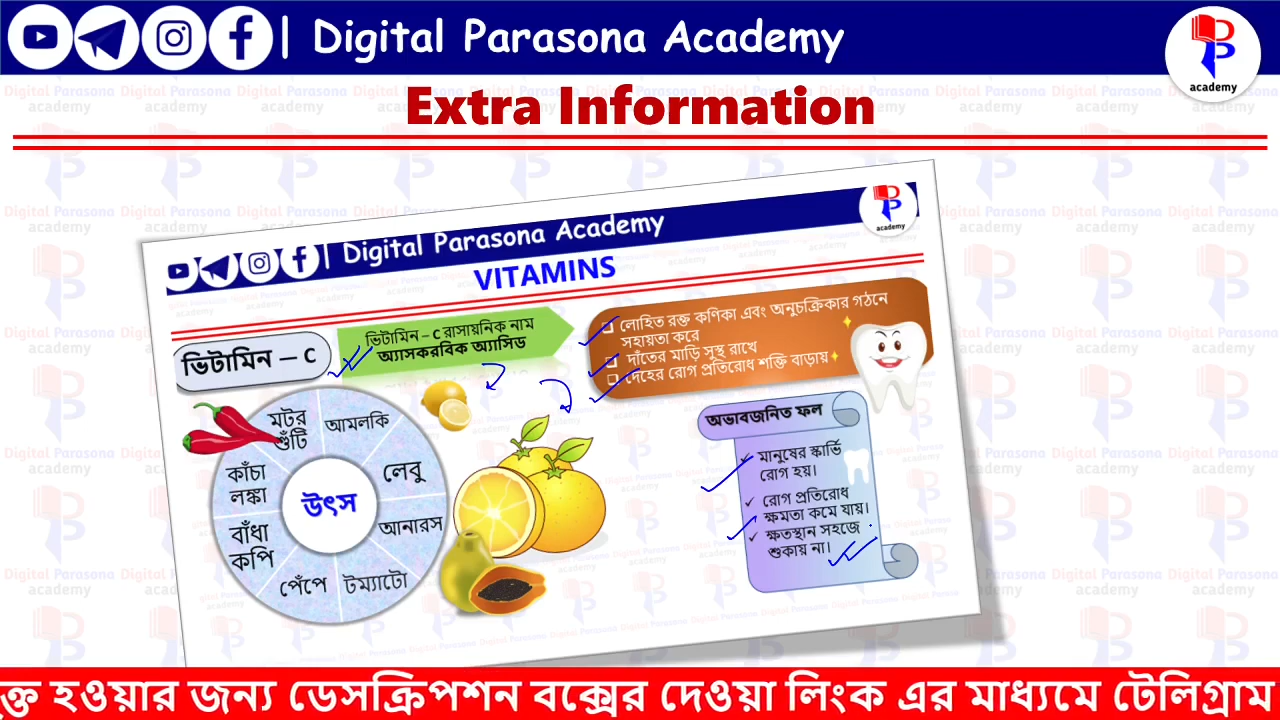 | Digital Parasona Academy
academy
Extra Information
| Digital Parasona Academy
academy
VITAMINS
ভিটামিন – C
ভিটামিন – C রাসায়নিক নাম
অ্যাসকরবিক অ্যাসিড
লোহিত রক্ত কণিকা এবং অনুচক্রিকার গঠনে
সহায়তা করে
দাঁতের মাড়ি সুস্থ রাখে
দেহের রোগ প্রতিরোধ শক্তি বাড়ায়
উৎস
মটর
শুঁটি
আমলকি
লেবু
আনারস
টম্যাটো
পেঁপে
বাঁধা
কপি
কাঁচা
লঙ্কা
অভাবজনিত ফল
মানুষের স্কার্ভি
রোগ হয়।
রোগ প্রতিরোধ
ক্ষমতা কমে যায়।
ক্ষতস্থান সহজে
শুকায় না।
হওয়ার জন্য ডেসক্রিপশন বক্সের দেওয়া লিংক এর মাধ্যমে টেলিগ্রাম